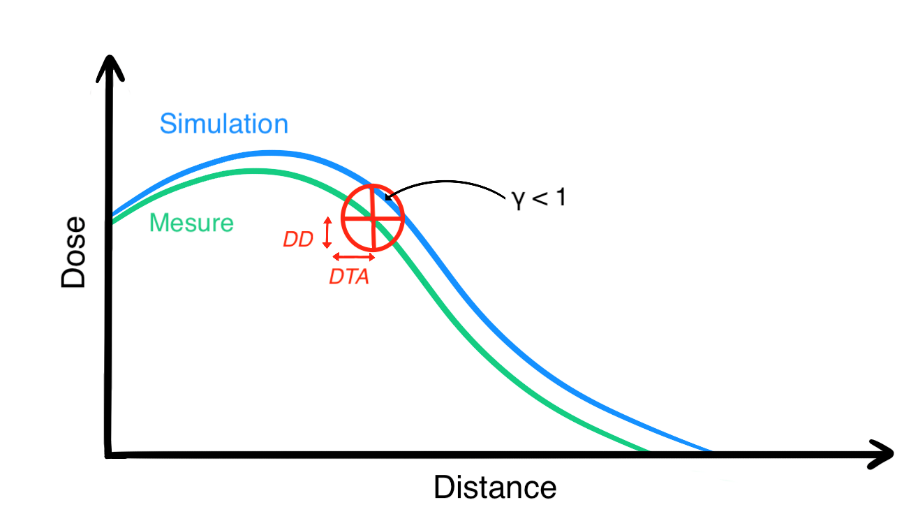 Simulation
Mesure
γ < 1
DD
DTA
Dose
Distance